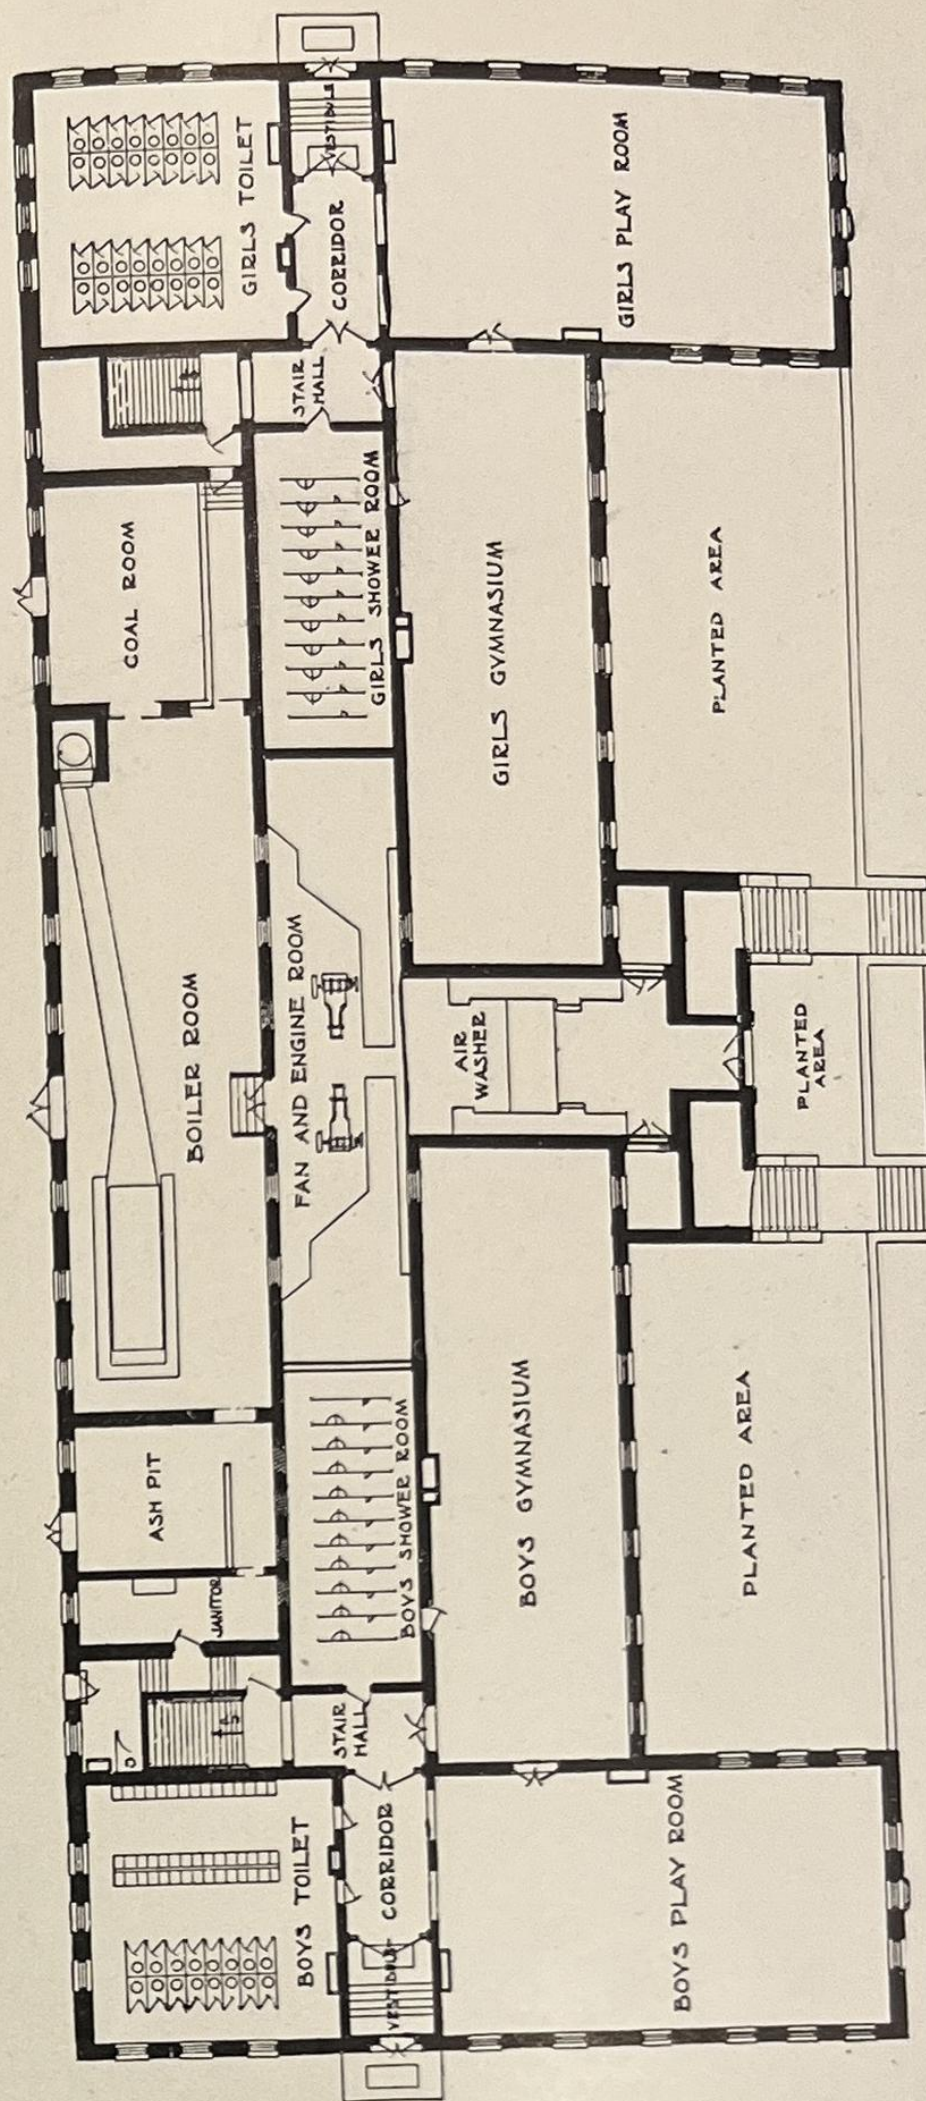 BOYS TOILET
VESTIBULE
CORRIDOR
STAIR
HALL
JANITOR
ASH PIT
BOYS SHOWER ROOM
BOYS PLAY ROOM
BOYS GYMNASIUM
PLANTED AREA
BOILER ROOM
FAN AND ENGINE ROOM
AIR
WASHER
PLANTED
AREA
COAL ROOM
GIRLS SHOWER ROOM
GIRLS GYMNASIUM
PLANTED AREA
STAIR
HALL
GIRLS TOILET
CORRIDOR
VESTIBULE
GIRLS PLAY ROOM